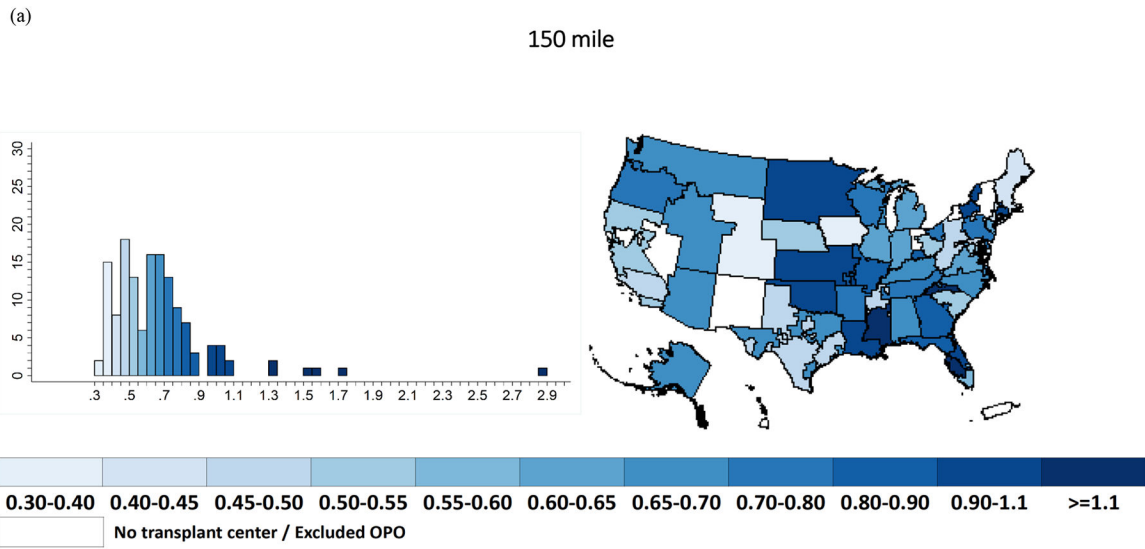 (a)
150 mile
30
25
20
15
10
5
0
.3 .5 .7 .9 1.1 1.3 1.5 1.7 1.9 2.1 2.3 2.5 2.7 2.9
0.30-0.40 0.40-0.45 0.45-0.50 0.50-0.55 0.55-0.60 0.60-0.65 0.65-0.70 0.70-0.80 0.80-0.90 0.90-1.1 >=1.1
No transplant center / Excluded OPO